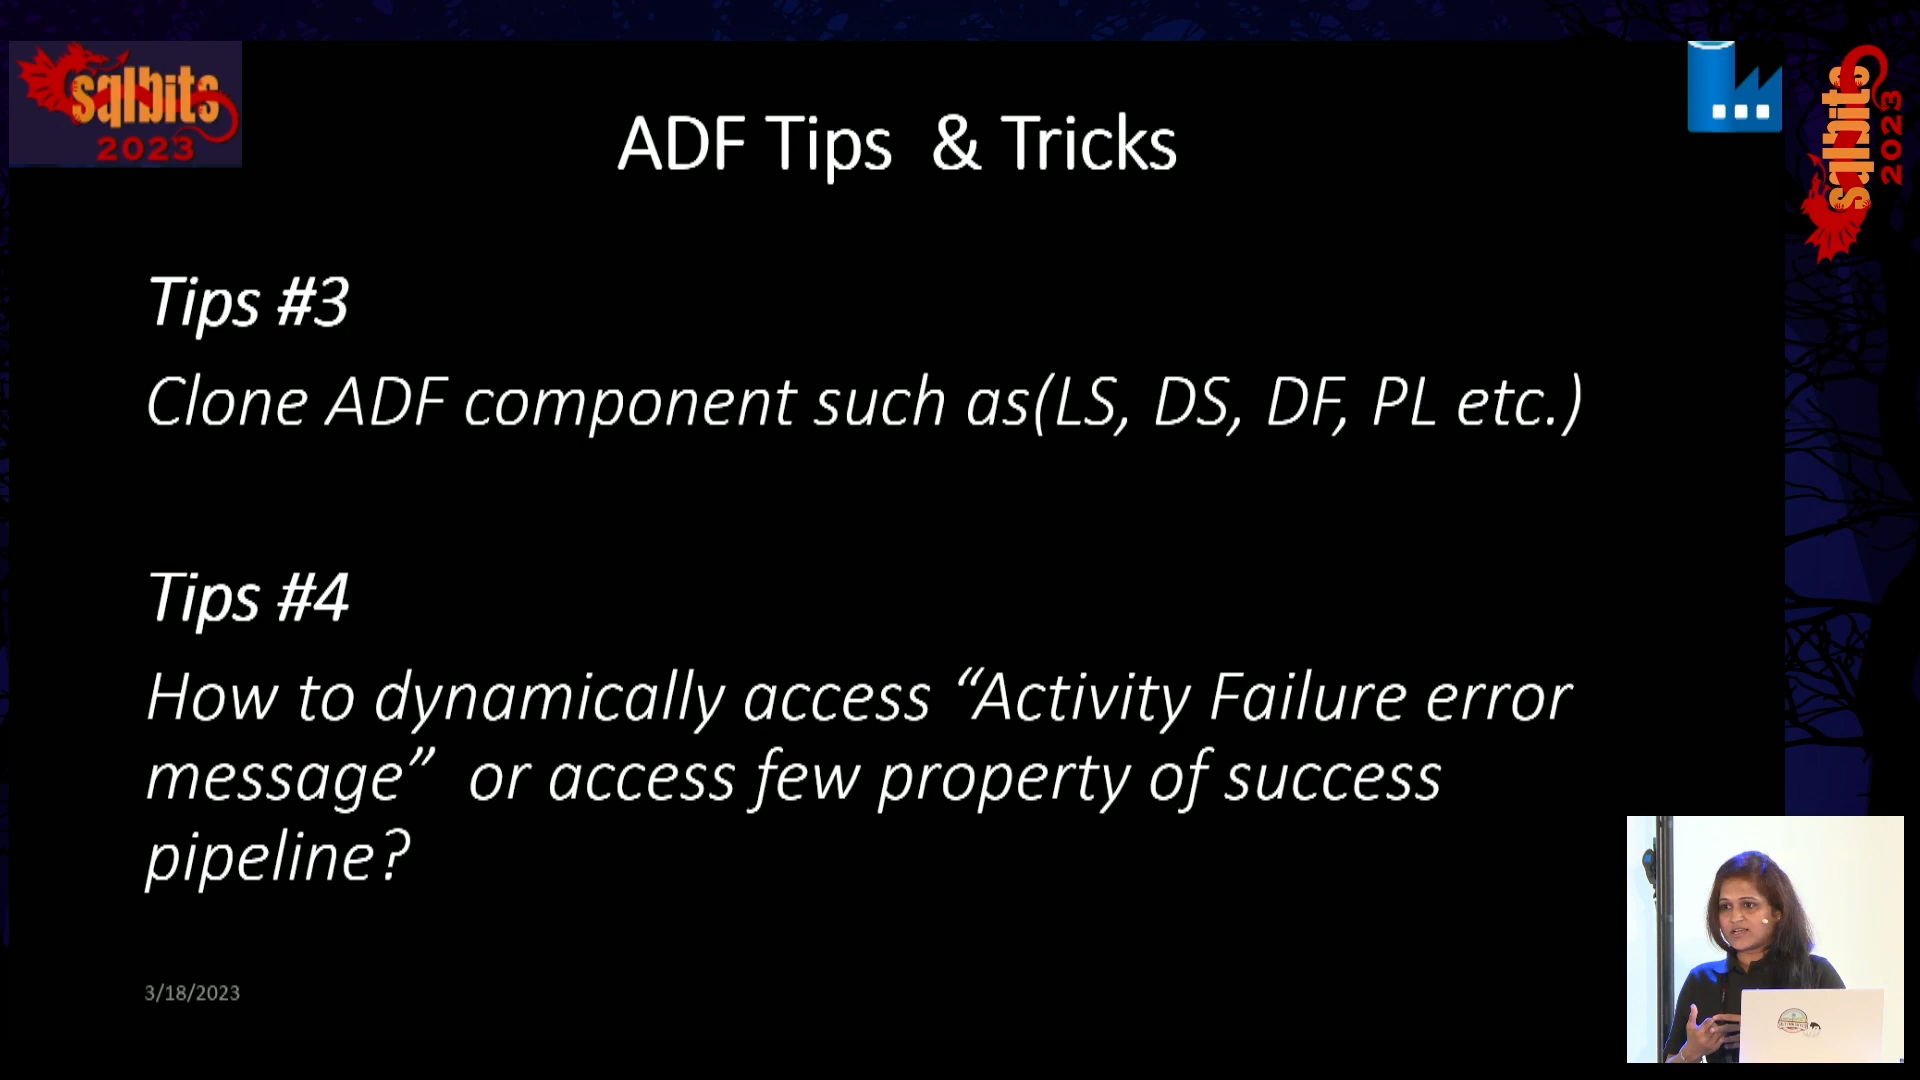 sqlbits
2023
ADF Tips & Tricks
sqlbits
2023
Tips #3
Clone ADF component such as(LS, DS, DF, PL etc.)
Tips #4
How to dynamically access “Activity Failure error
message” or access few property of success
pipeline?
3/18/2023